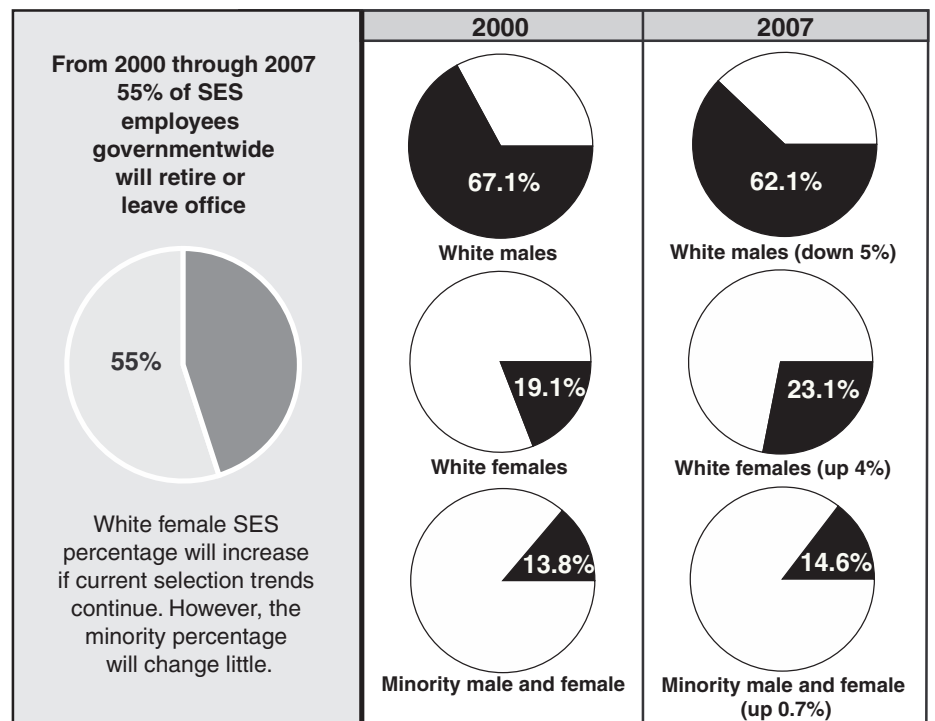 From 2000 through 2007
55% of SES
employees
governmentwide
will retire or
leave office
55%
White female SES
percentage will increase
if current selection trends
continue. However, the
minority percentage
will change little.
2000
67.1%
White males
19.1%
White females
13.8%
Minority male and female
2007
62.1%
White males (down 5%)
23.1%
White females (up 4%)
14.6%
Minority male and female
(up 0.7%)